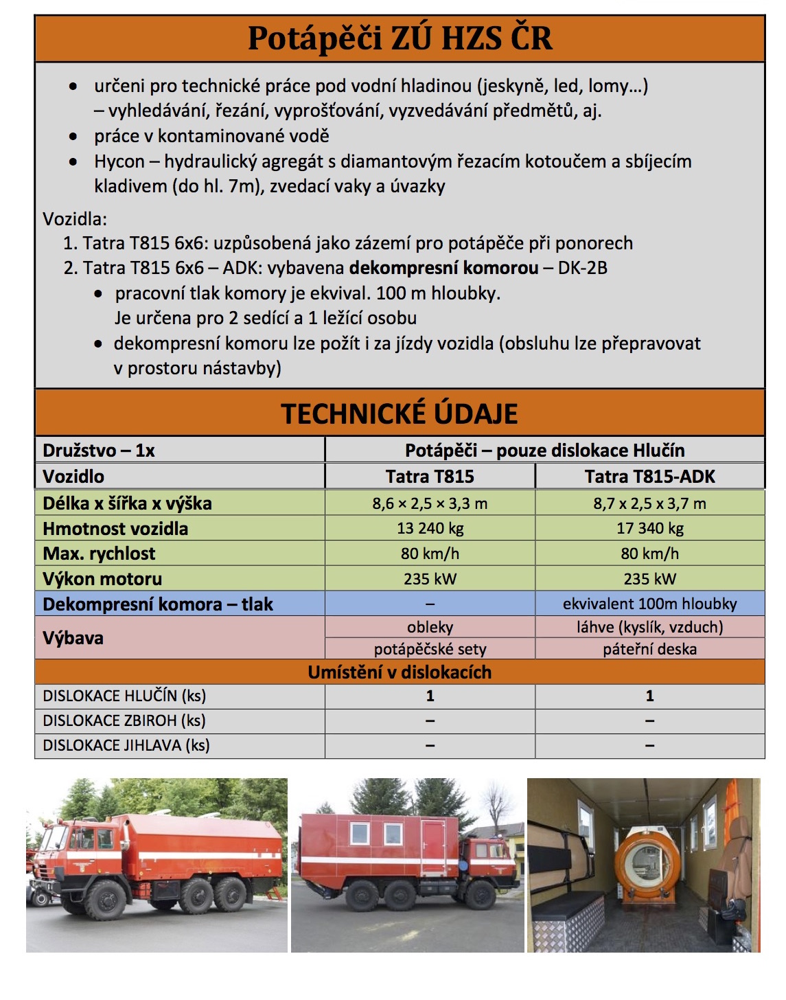 Potápěči ZÚ HZS ČR
• určeni pro technické práce pod vodní hladinou (jeskyně, led, lomy…)
– vyhledávání, řezání, vyprošťování, vyzvedávání předmětů, aj.
• práce v kontaminované vodě
• Hycon – hydraulický agregát s diamantovým řezacím kotoučem a sbíjecím
kladivem (do hl. 7m), zvedací vaky a úvazky
Vozidla:
1. Tatra T815 6x6: uzpůsobená jako zázemí pro potápěče při ponorech
2. Tatra T815 6x6 – ADK: vybavena dekompresní komorou – DK-2B
• pracovní tlak komory je ekvival. 100 m hloubky.
Je určena pro 2 sedící a 1 ležící osobu
• dekompresní komoru lze požít i za jízdy vozidla (obsluhu lze přepravovat
v prostoru nástavby)
TECHNICKÉ ÚDAJE
Družstvo – 1x Potápěči – pouze dislokace Hlučín
Vozidlo Tatra T815 Tatra T815-ADK
Délka x šířka x výška 8,6 × 2,5 × 3,3 m 8,7 x 2,5 x 3,7 m
Hmotnost vozidla 13 240 kg 17 340 kg
Max. rychlost 80 km/h 80 km/h
Výkon motoru 235 kW 235 kW
Dekompresní komora – tlak – ekvivalent 100m hloubky
Výbava obleky láhve (kyslík, vzduch)
potápěčské sety páteřní deska
Umístění v dislokacích
DISLOKACE HLUČÍN (ks) 1 1
DISLOKACE ZBIROH (ks) – –
DISLOKACE JIHLAVA (ks) – –